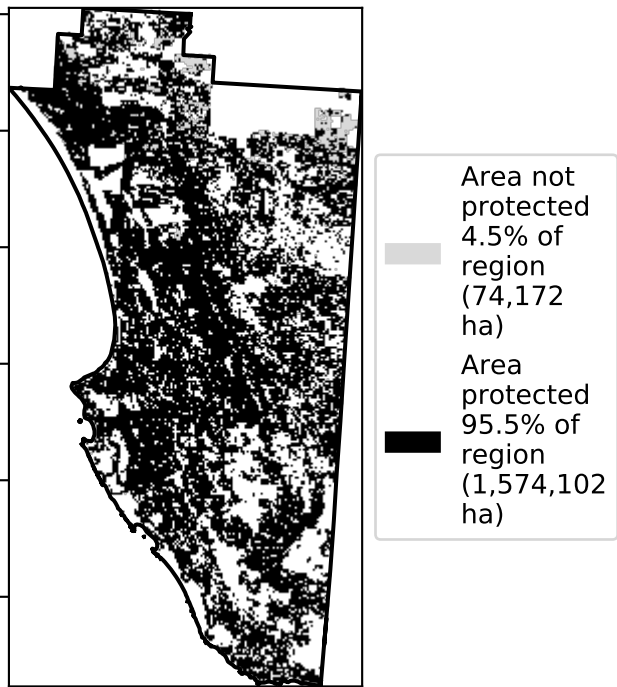 Area not
protected
4.5% of
region
(74,172
ha)
Area
protected
95.5% of
region
(1,574,102
ha)